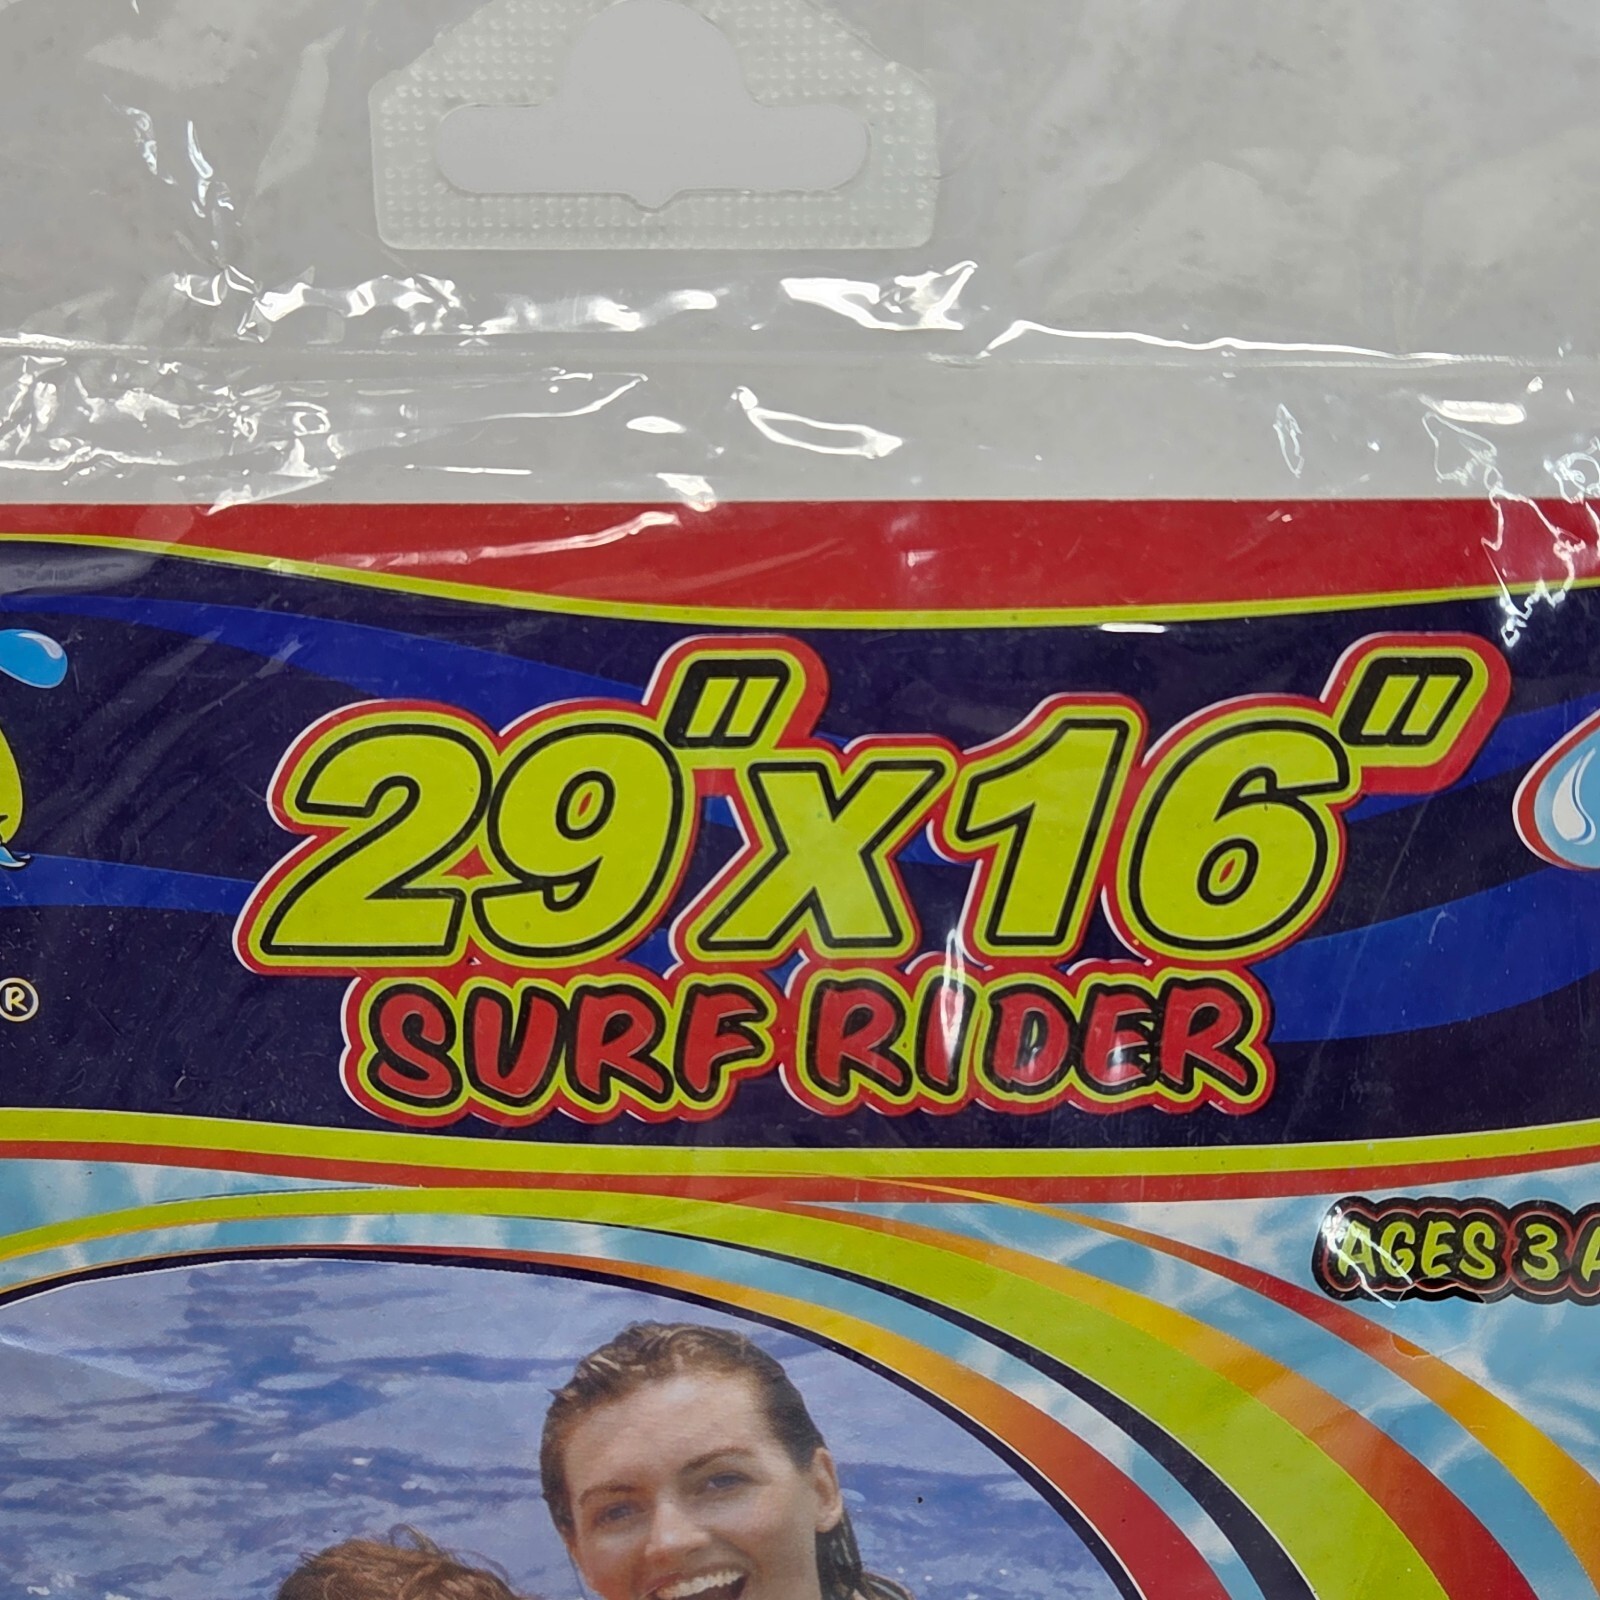 29"x16"
SURF RIDER
®
AGES 3